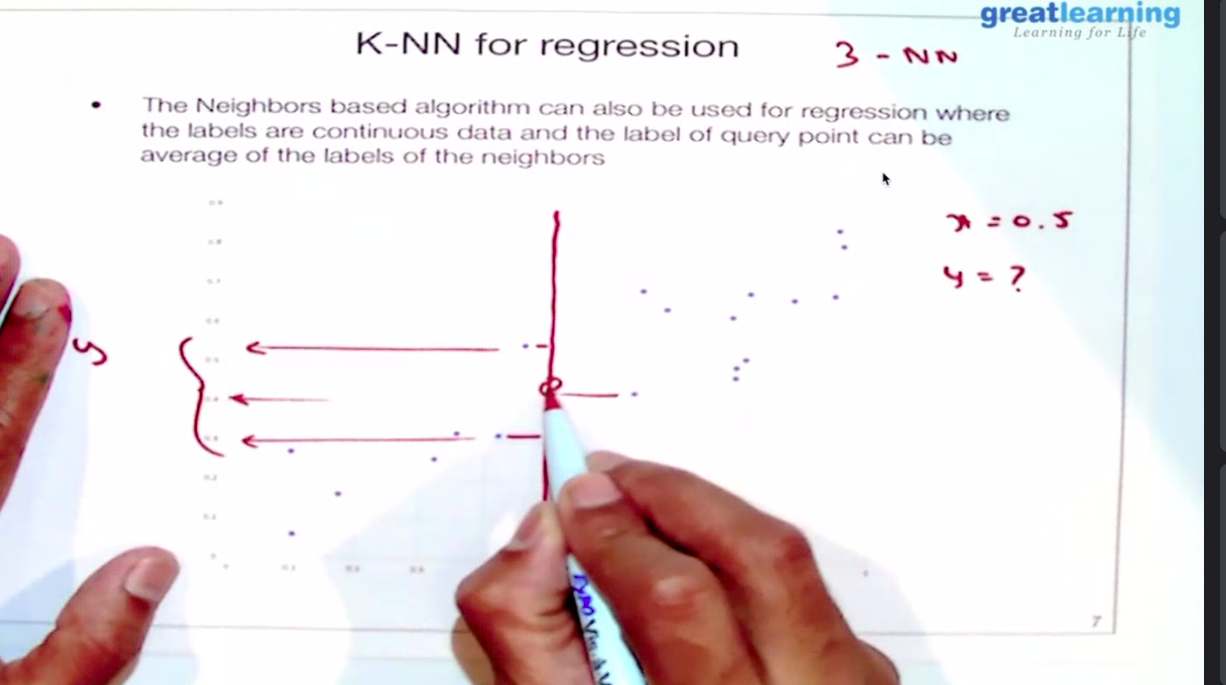 greatlearning
Learning for Life
K-NN for regression
3 - NN
• The Neighbors based algorithm can also be used for regression where
the labels are continuous data and the label of query point can be
average of the labels of the neighbors
x = 0.5
y = ?
y
7